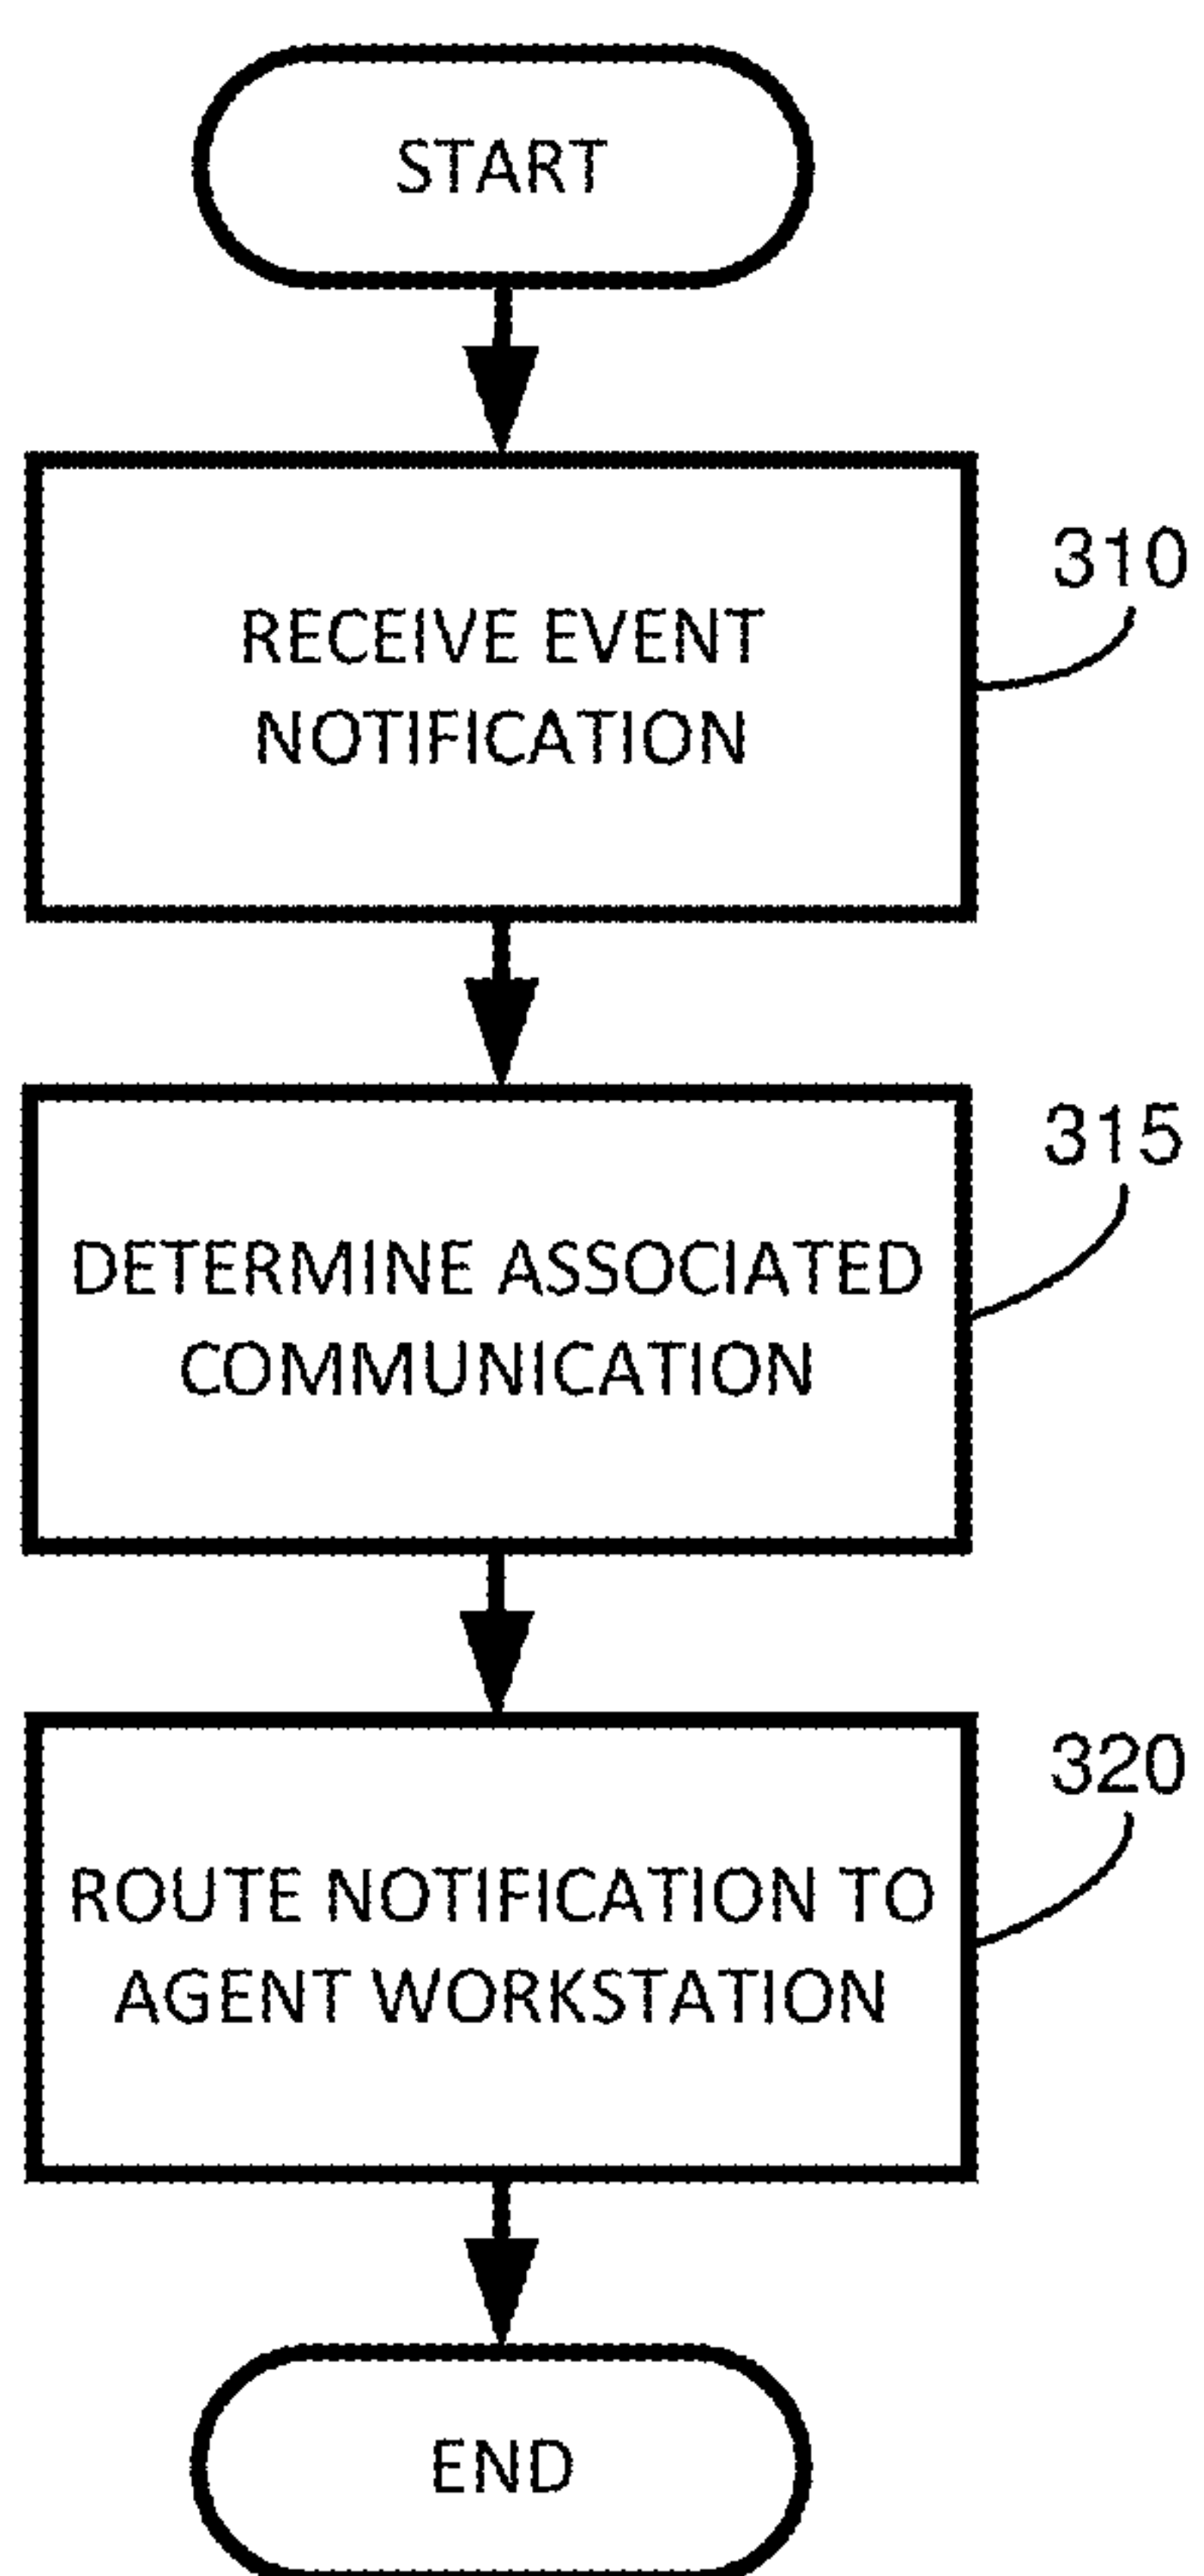 START
RECEIVE EVENT
NOTIFICATION
310
DETERMINE ASSOCIATED
COMMUNICATION
315
ROUTE NOTIFICATION TO
AGENT WORKSTATION
320
END